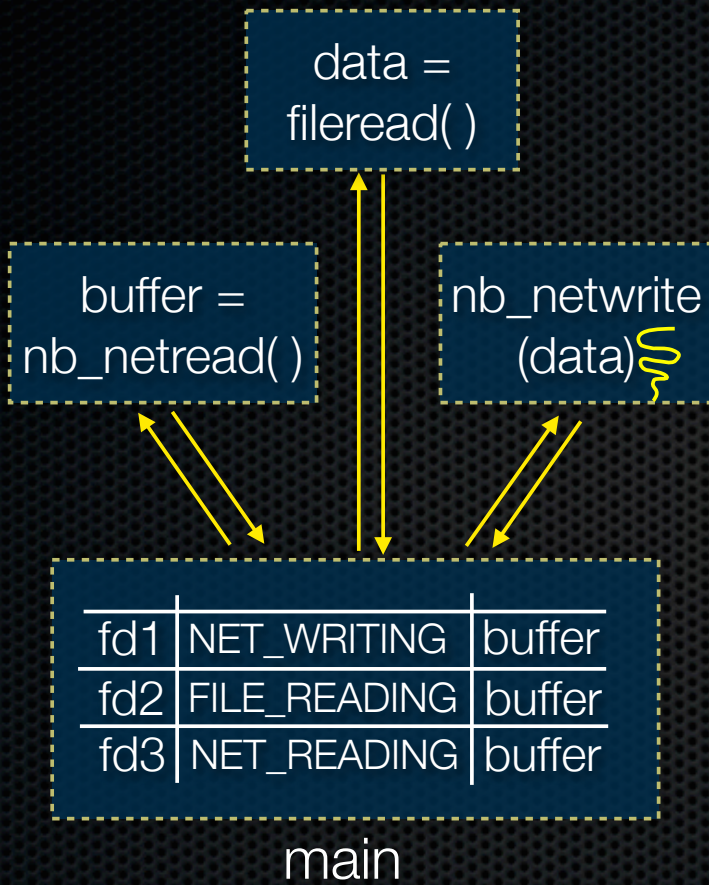 data =
fileread( )
buffer =
nb_netread( )
nb_netwrite
(data)
fd1 NET_WRITING buffer
fd2 FILE_READING buffer
fd3 NET_READING buffer
main